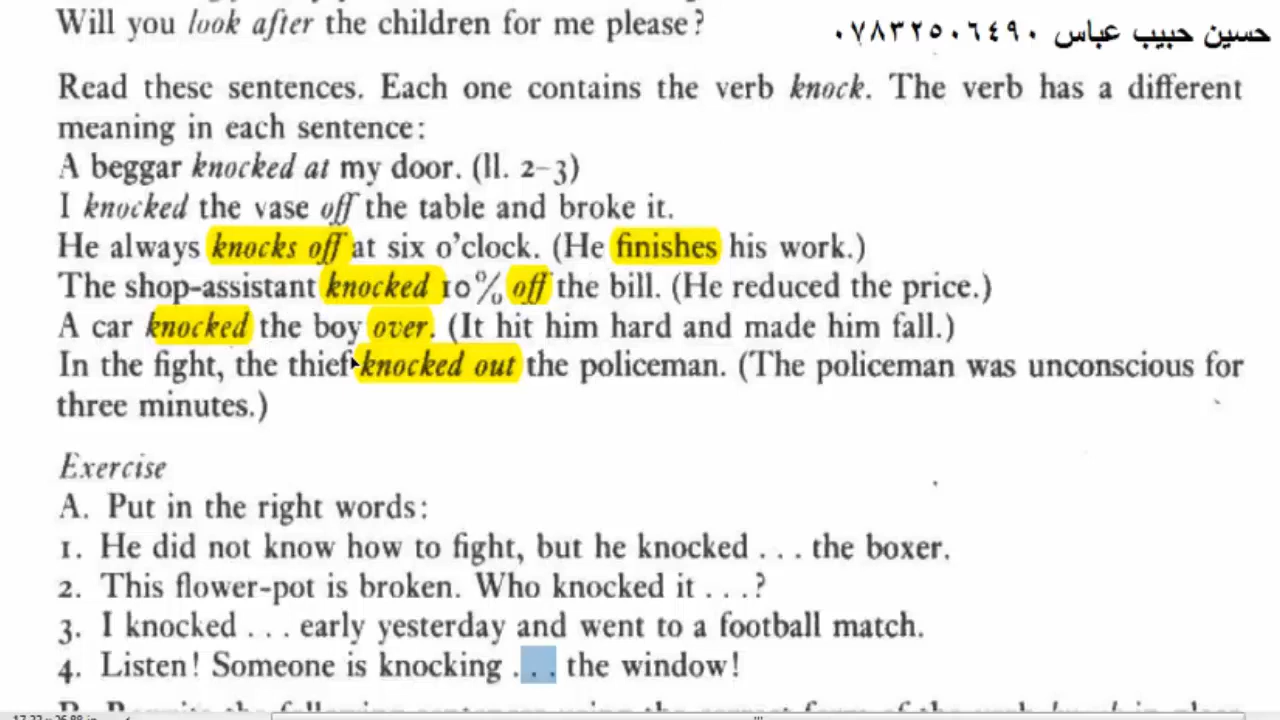 Will you look after the children for me please?
حسين حبيب عباس ٠٧٨٣٢٥٠٦٤٩٠
Read these sentences. Each one contains the verb knock. The verb has a different
meaning in each sentence:
A beggar knocked at my door. (ll. 2–3)
I knocked the vase off the table and broke it.
He always knocks off at six o'clock. (He finishes his work.)
The shop-assistant knocked 10% off the bill. (He reduced the price.)
A car knocked the boy over. (It hit him hard and made him fall.)
In the fight, the thief knocked out the policeman. (The policeman was unconscious for
three minutes.)
Exercise
A. Put in the right words:
1. He did not know how to fight, but he knocked . . . the boxer.
2. This flower-pot is broken. Who knocked it . . .?
3. I knocked . . . early yesterday and went to a football match.
4. Listen! Someone is knocking . . . the window!